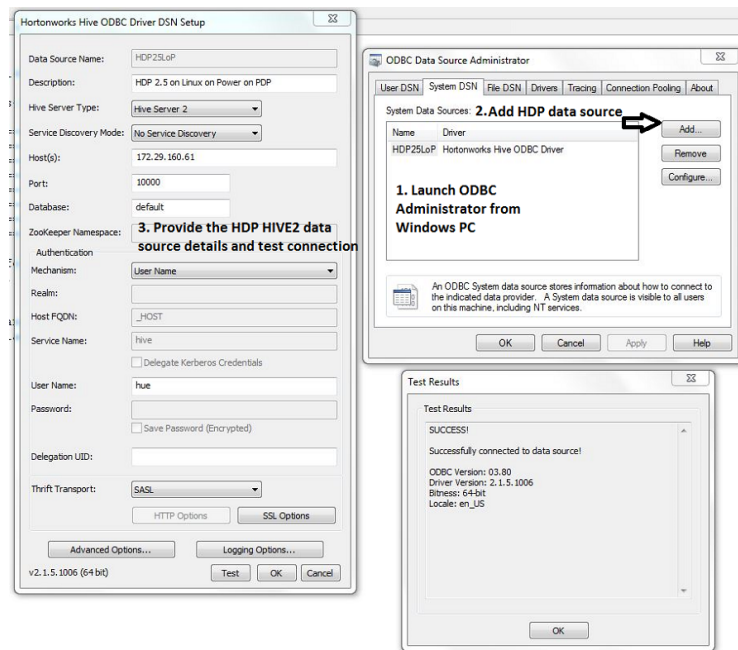 Hortonworks Hive ODBC Driver DSN Setup
Data Source Name: HDP25LoP
Description: HDP 2.5 on Linux on Power on PDP
Hive Server Type: Hive Server 2
Service Discovery Mode: No Service Discovery
Host(s): 172.29.160.61
Port: 10000
Database: default
ZooKeeper Namespace:
3. Provide the HDP HIVE2 data
source details and test connection
Authentication
Mechanism: User Name
Realm:
Host FQDN: _HOST
Service Name: hive
Delegate Kerberos Credentials
User Name: hue
Password:
Save Password (Encrypted)
Delegation UID:
Thrift Transport: SASL
HTTP Options SSL Options
Advanced Options... Logging Options...
v2.1.5.1006 (64 bit) Test OK Cancel
ODBC Data Source Administrator
User DSN System DSN File DSN Drivers Tracing Connection Pooling About
System Data Sources: 2.Add HDP data source
Name Driver
HDP25LoP Hortonworks Hive ODBC Driver
Add...
Remove
Configure...
1. Launch ODBC
Administrator from
Windows PC
An ODBC System data source stores information about how to connect to
the indicated data provider. A System data source is visible to all users
on this machine, including NT services.
OK Cancel Apply Help
Test Results
Test Results
SUCCESS!
Successfully connected to data source!
ODBC Version: 03.80
Driver Version: 2.1.5.1006
Bitness: 64-bit
Locale: en_US
OK